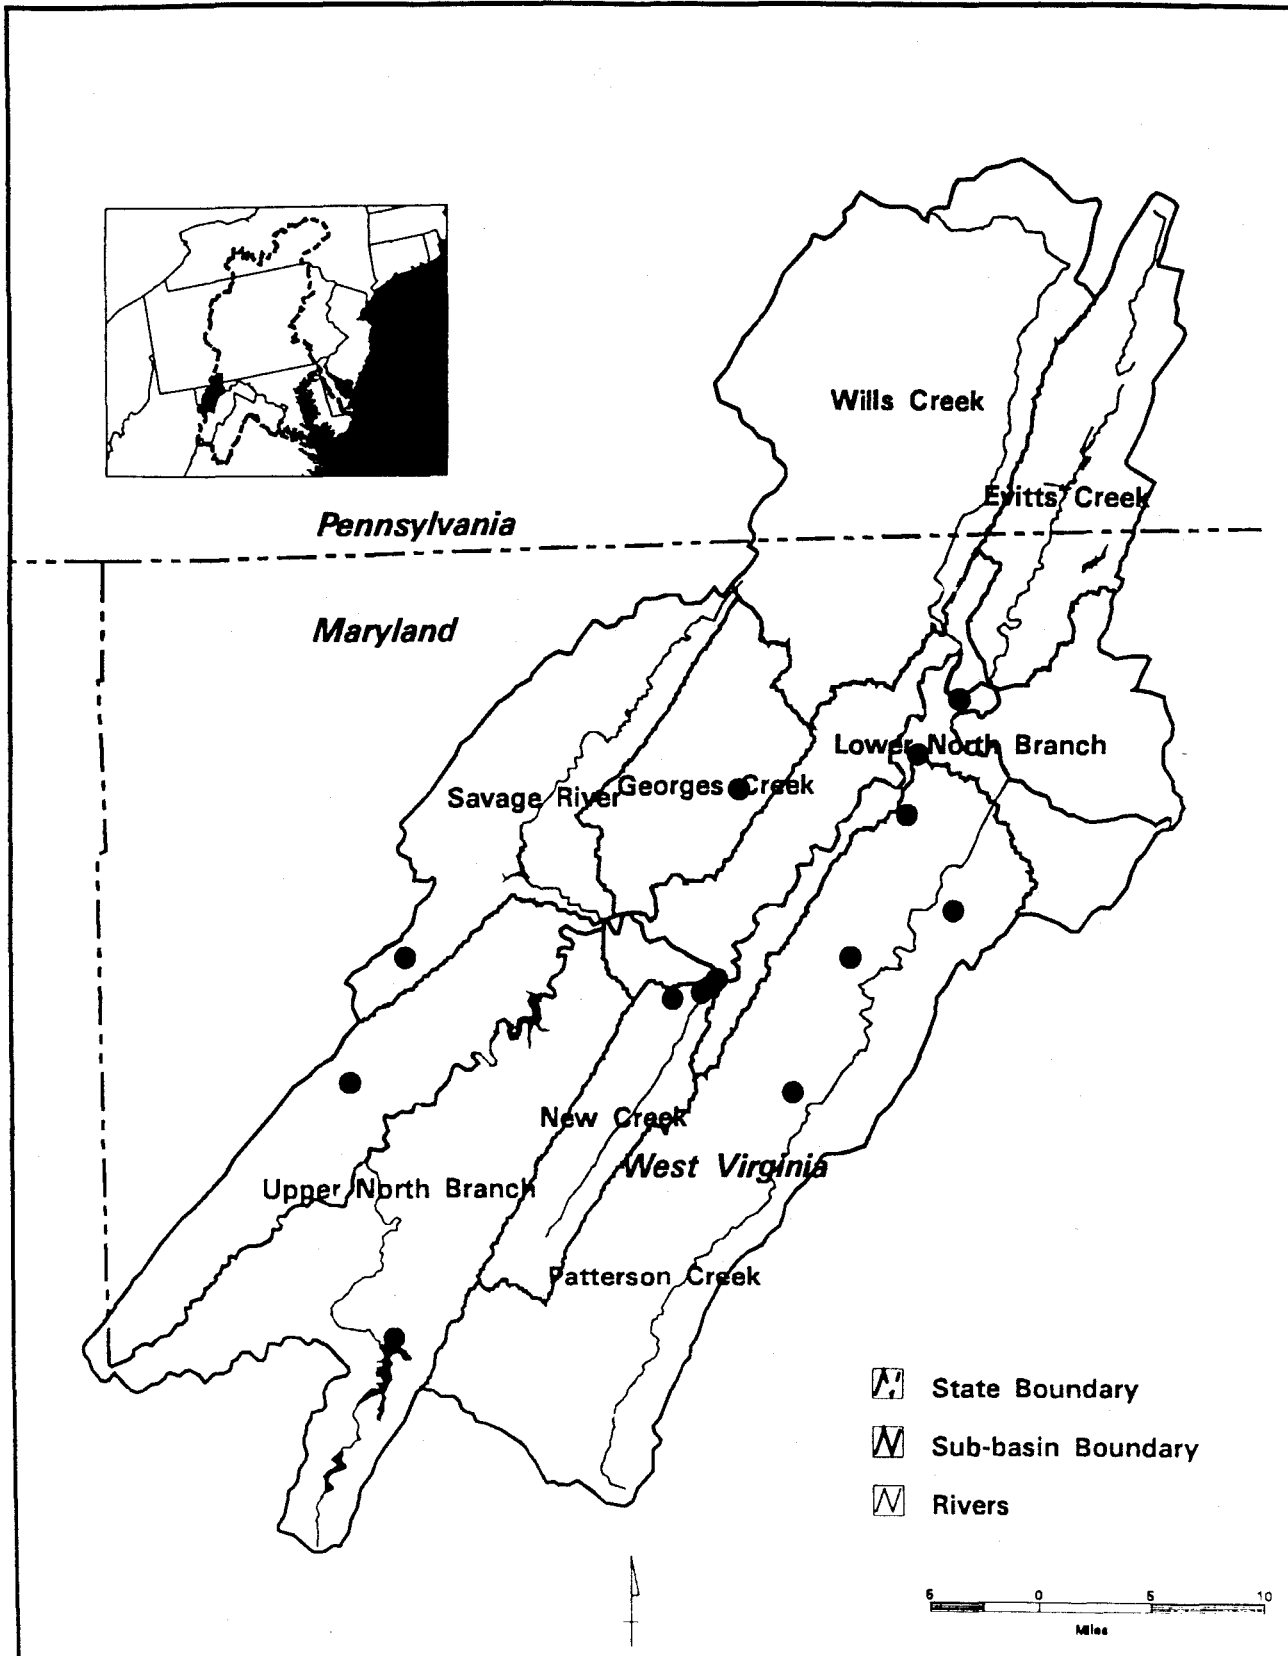 Wills Creek
Evitts Creek
Pennsylvania
Maryland
Lower North Branch
Georges Creek
Savage River
New Creek
West Virginia
Upper North Branch
Patterson Creek
State Boundary
Sub-basin Boundary
Rivers
5 0 5 10
Miles